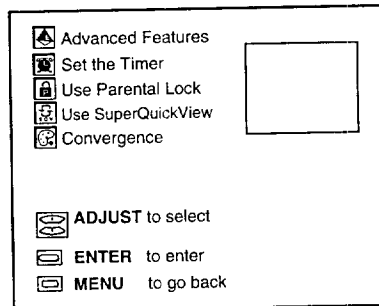 Advanced Features
Set the Timer
Use Parental Lock
Use SuperQuickView
Convergence
ADJUST to select
ENTER to enter
MENU to go back